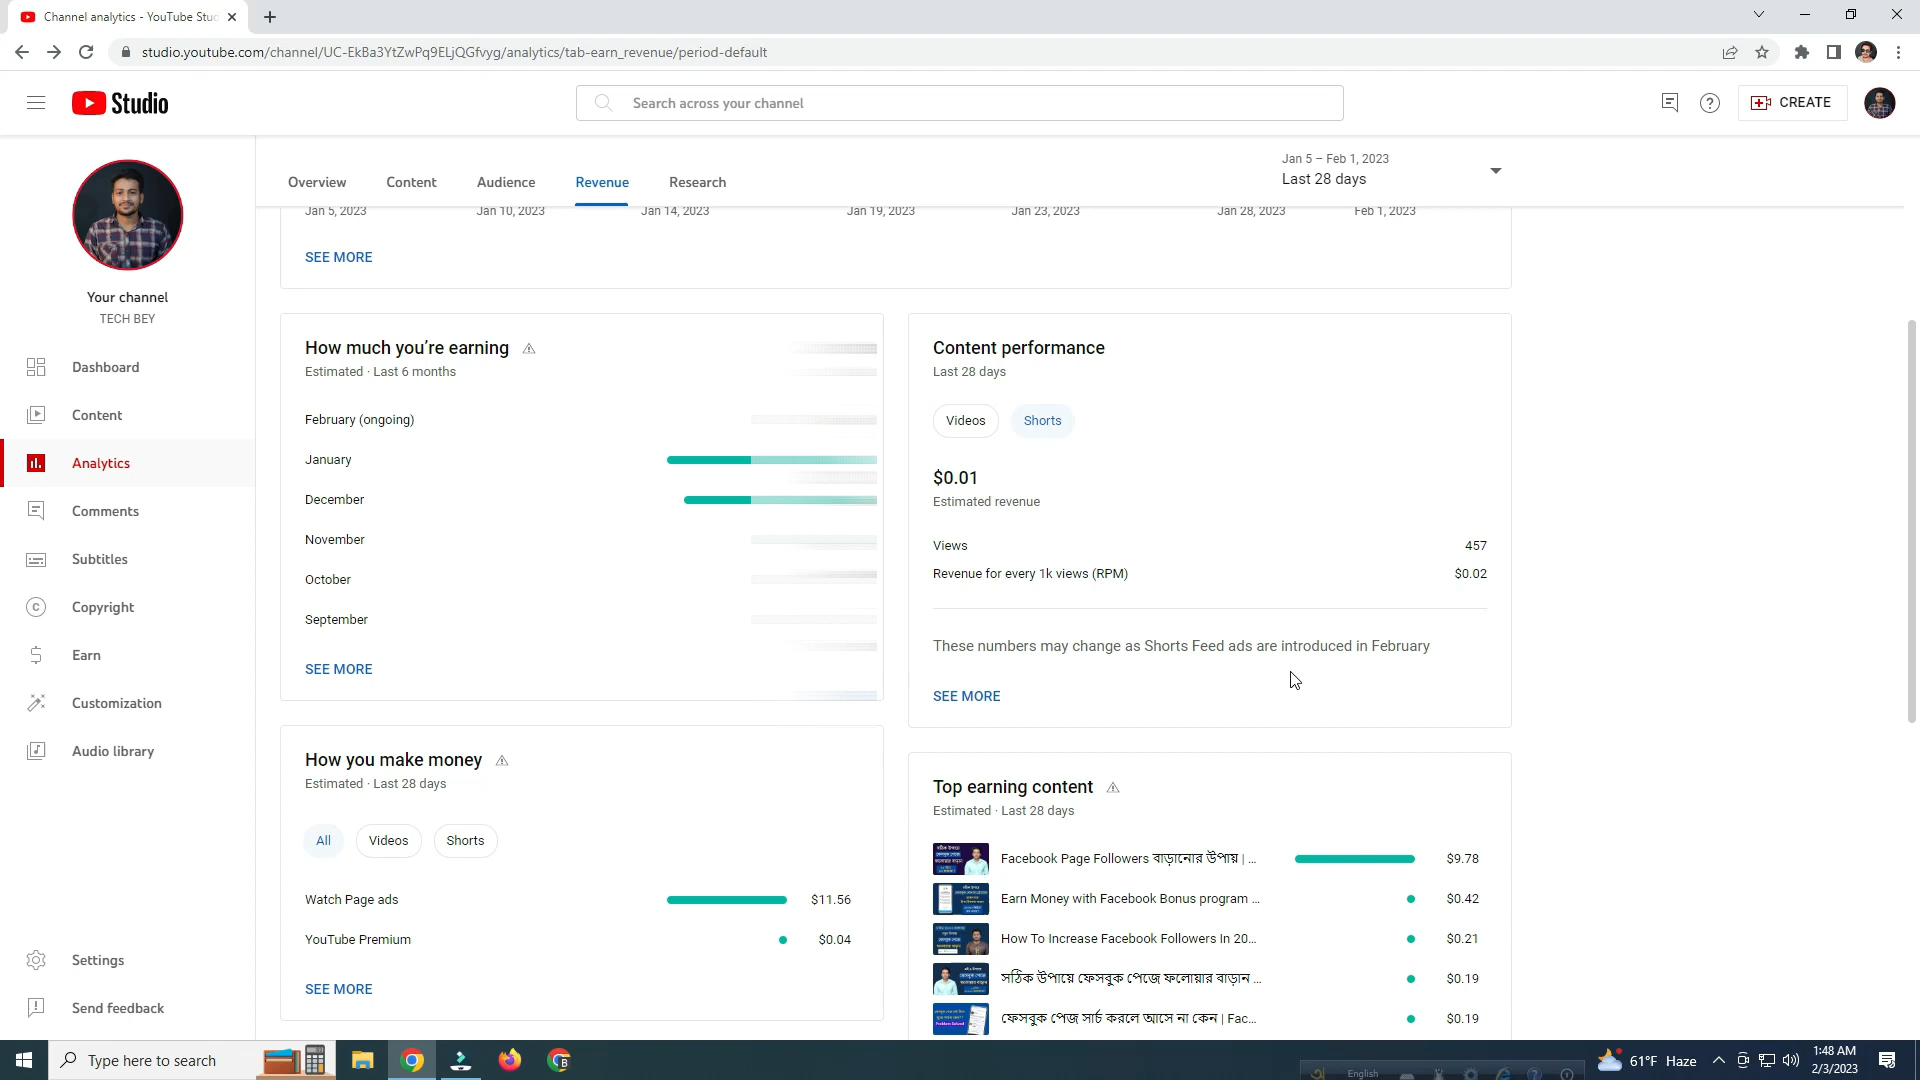 Channel analytics - YouTube Stu
studio.youtube.com/channel/UC-EkBa3YtZwPq9ELjQGfvyg/analytics/tab-earn_revenue/period-default
Studio
Search across your channel
CREATE
Your channel
TECH BEY
Dashboard
Content
Analytics
Comments
Subtitles
Copyright
Earn
Customization
Audio library
Settings
Send feedback
Overview
Content
Audience
Revenue
Research
Jan 5 – Feb 1, 2023
Last 28 days
Jan 5, 2023
Jan 10, 2023
Jan 14, 2023
Jan 19, 2023
Jan 23, 2023
Jan 28, 2023
Feb 1, 2023
SEE MORE
How much you're earning
Estimated · Last 6 months
February (ongoing)
January
December
November
October
September
SEE MORE
How you make money
Estimated · Last 28 days
All
Videos
Shorts
Watch Page ads $11.56
YouTube Premium $0.04
SEE MORE
Content performance
Last 28 days
Videos
Shorts
$0.01
Estimated revenue
Views 457
Revenue for every 1k views (RPM) $0.02
These numbers may change as Shorts Feed ads are introduced in February
SEE MORE
Top earning content
Estimated · Last 28 days
Facebook Page Followers বাড়ানোর উপায় | ... $9.78
Earn Money with Facebook Bonus program ... $0.42
How To Increase Facebook Followers In 20... $0.21
সঠিক উপায়ে ফেসবুক পেজে ফলোয়ার বাড়ান ... $0.19
ফেসবুক পেজ সার্চ করলে আসে না কেন | Fac... $0.19
Type here to search
English
61°F Haze
1:48 AM
2/3/2023